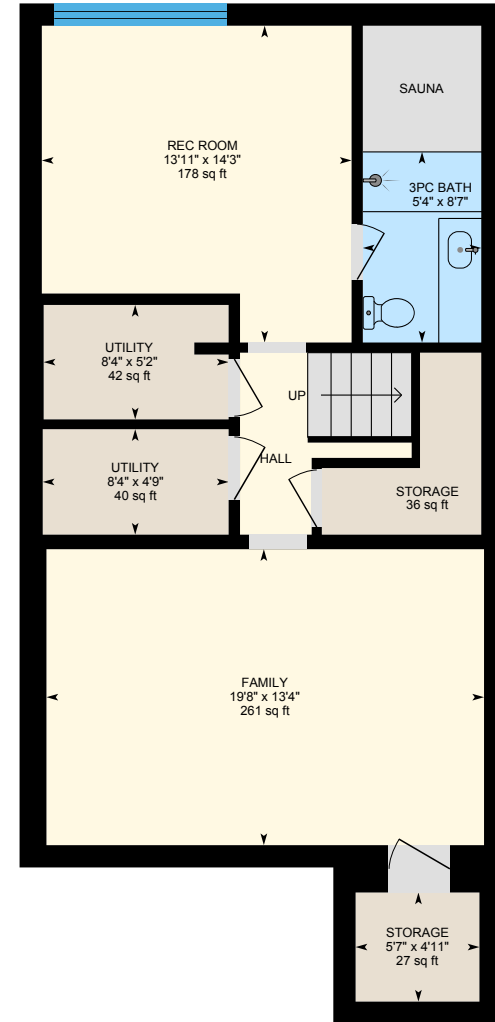 SAUNA
REC ROOM
13'11" x 14'3"
178 sq ft
3PC BATH
5'4" x 8'7"
UTILITY
8'4" x 5'2"
42 sq ft
UP
HALL
UTILITY
8'4" x 4'9"
40 sq ft
STORAGE
36 sq ft
FAMILY
19'8" x 13'4"
261 sq ft
STORAGE
5'7" x 4'11"
27 sq ft